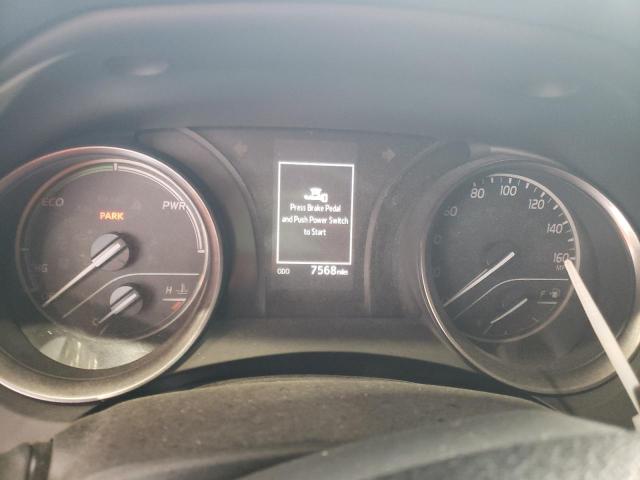 ECO
PWR
PARK
H
C
Press Brake Pedal
and Push Power Switch
to Start
ODO 7568 miles
80
100
120
140
160
F